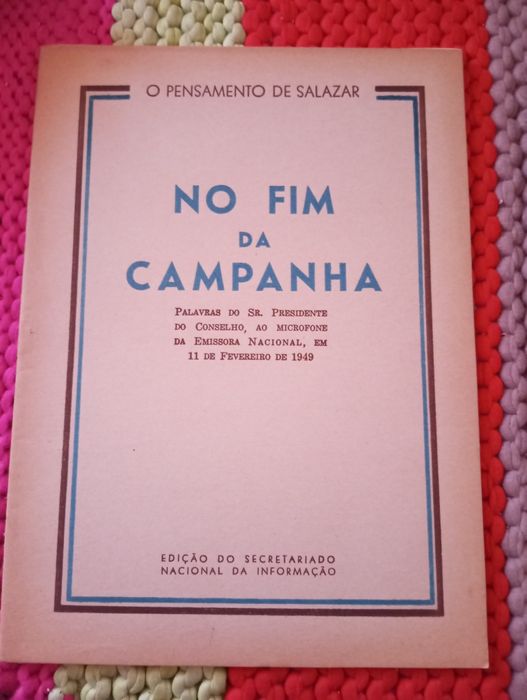 O PENSAMENTO DE SALAZAR
NO FIM
DA
CAMPANHA
PALAVRAS DO SR. PRESIDENTE
DO CONSELHO, AO MICROFONE
DA EMISSORA NACIONAL, EM
11 DE FEVEREIRO DE 1949
EDIÇÃO DO SECRETARIADO
NACIONAL DA INFORMAÇÃO